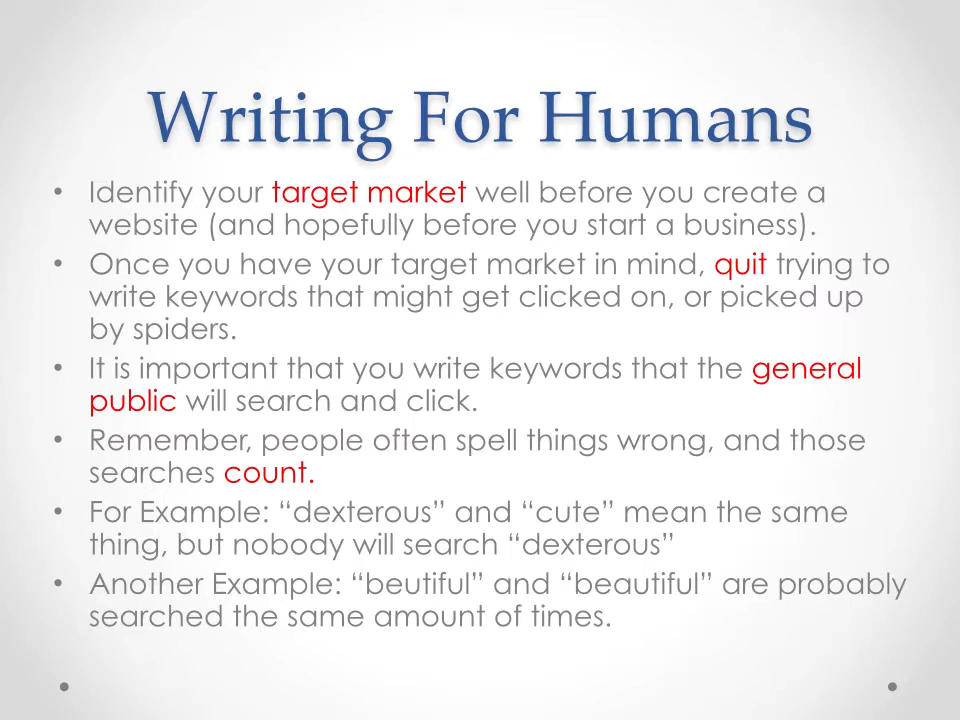 Writing For Humans
• Identify your target market well before you create a
website (and hopefully before you start a business).
• Once you have your target market in mind, quit trying to
write keywords that might get clicked on, or picked up
by spiders.
• It is important that you write keywords that the general
public will search and click.
• Remember, people often spell things wrong, and those
searches count.
• For Example: “dexterous” and “cute” mean the same
thing, but nobody will search “dexterous”
• Another Example: “beutiful” and “beautiful” are probably
searched the same amount of times.